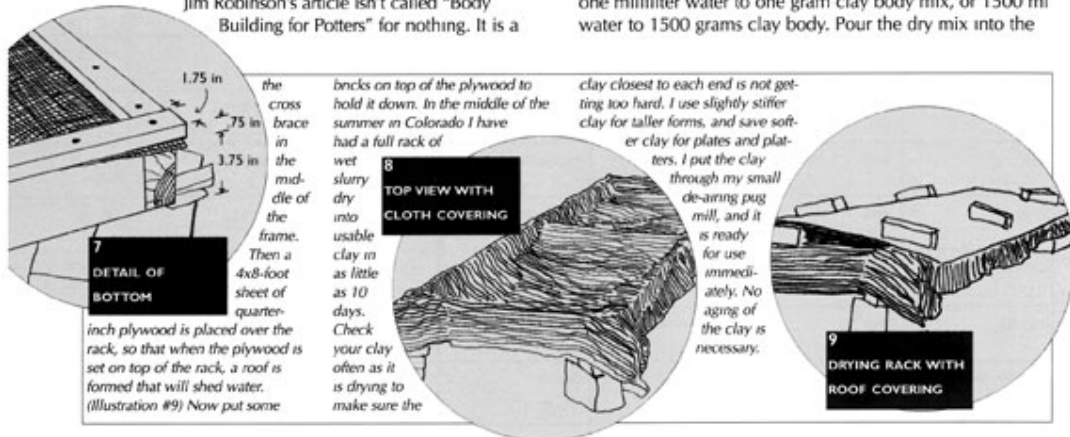 Jim Robinson's article isn't called "Body
Building for Potters" for nothing. It is a
one milliliter water to one gram clay body mix, or 1500 ml
water to 1500 grams clay body. Pour the dry mix into the
1.75 in
.75 in
3.75 in
7
DETAIL OF
BOTTOM
the
cross
brace
in
the
mid-
dle of
the
frame.
Then a
4x8-foot
sheet of
quarter-
inch plywood is placed over the
rack, so that when the plywood is
set on top of the rack, a roof is
formed that will shed water.
(Illustration #9) Now put some
bricks on top of the plywood to
hold it down. In the middle of the
summer in Colorado I have
had a full rack of
wet
slurry
dry
into
usable
clay in
as little
as 10
days.
Check
your clay
often as it
is drying to
make sure the
8
TOP VIEW WITH
CLOTH COVERING
clay closest to each end is not get-
ting too hard. I use slightly stiffer
clay for taller forms, and save soft-
er clay for plates and plat-
ters. I put the clay
through my small
de-airing pug
mill, and it
is ready
for use
immedi-
ately. No
aging of
the clay is
necessary.
9
DRYING RACK WITH
ROOF COVERING